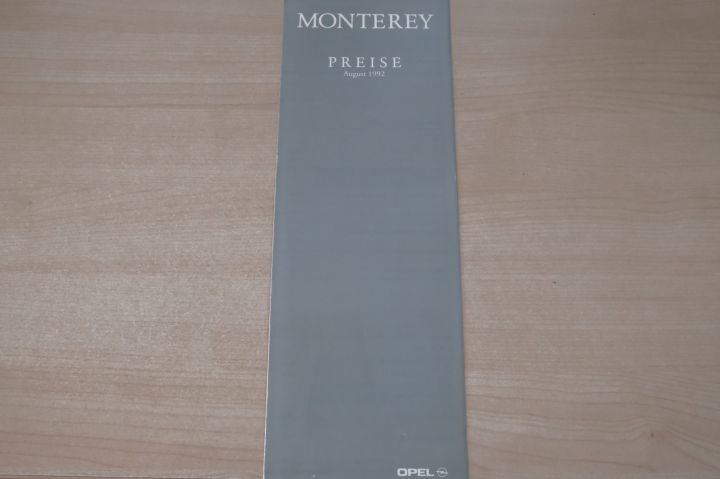 MONTEREY
PREISE
August 1992
OPEL